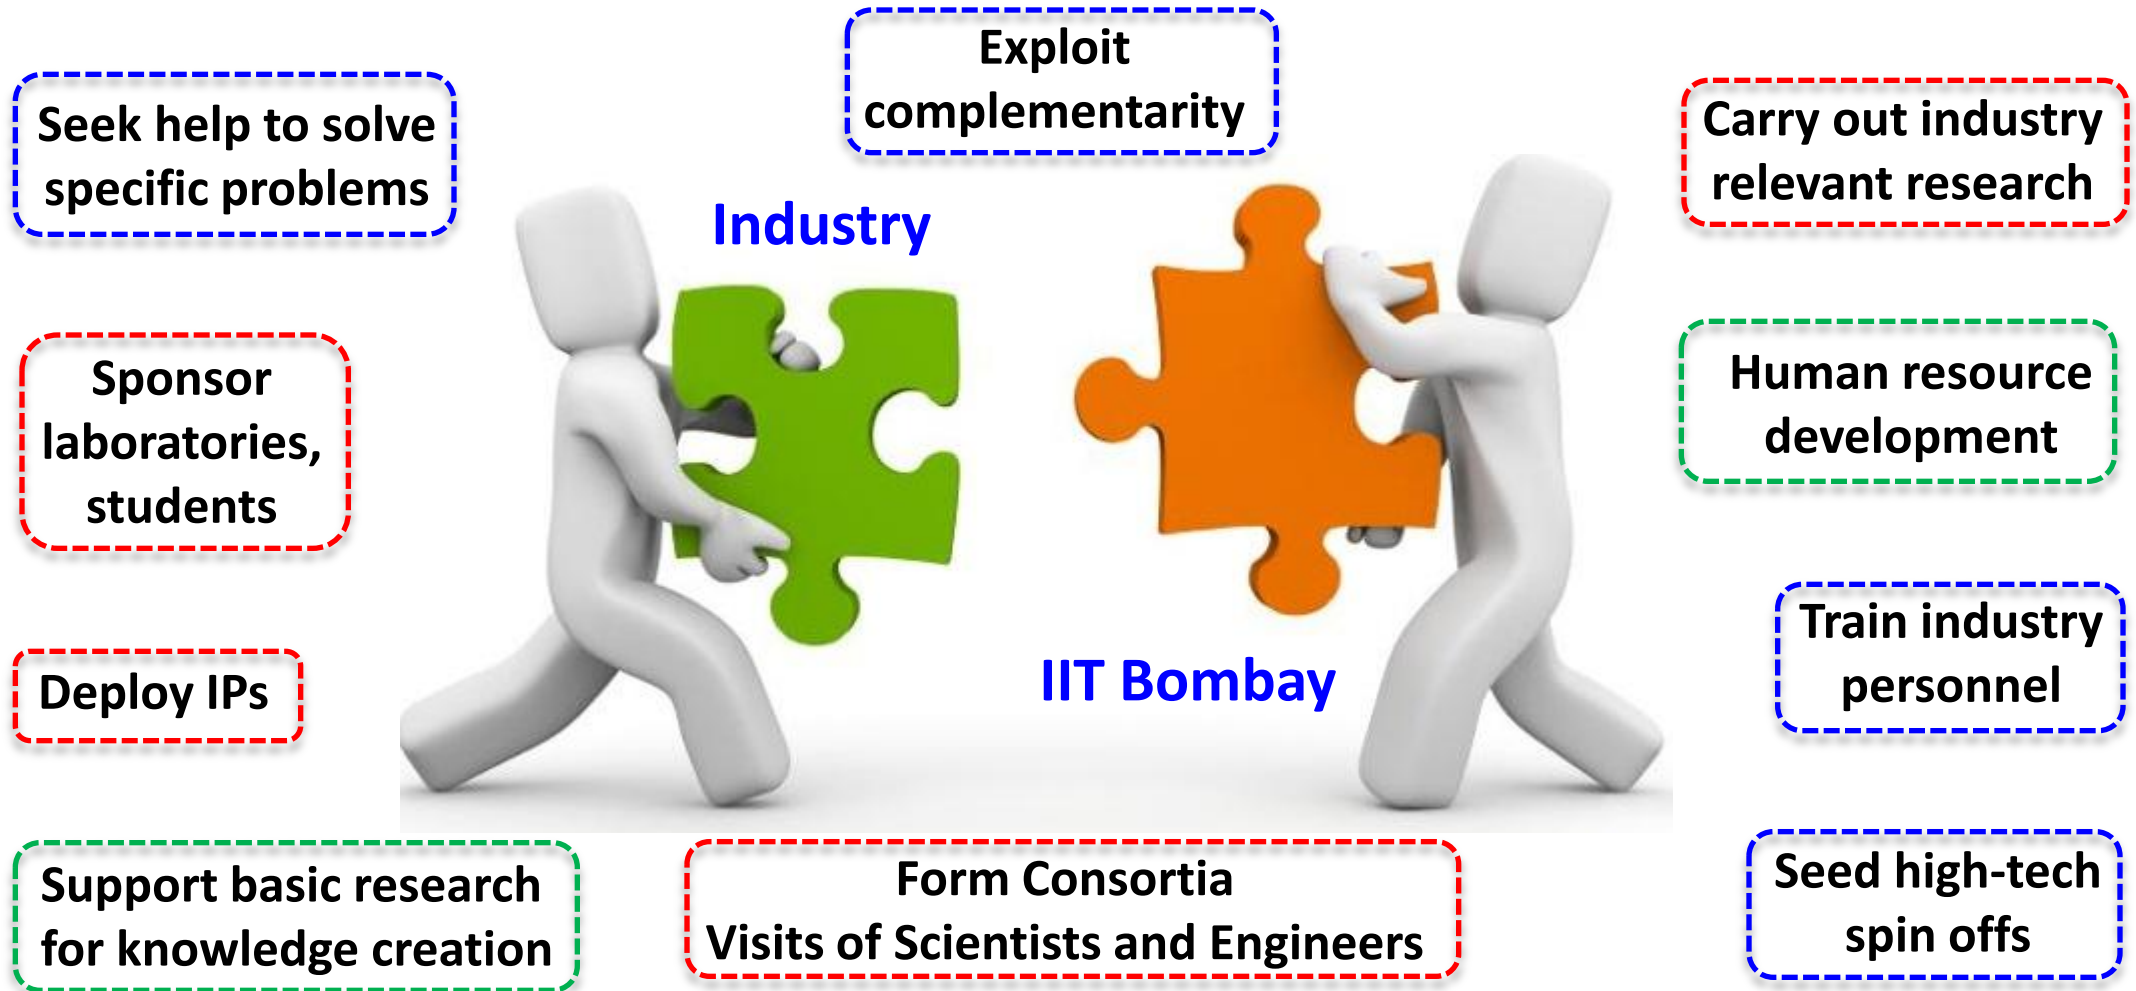 Exploit
complementarity
Seek help to solve
specific problems
Carry out industry
relevant research
Industry
Sponsor
laboratories,
students
Human resource
development
Train industry
personnel
Deploy IPs
IIT Bombay
Support basic research
for knowledge creation
Form Consortia
Visits of Scientists and Engineers
Seed high-tech
spin offs